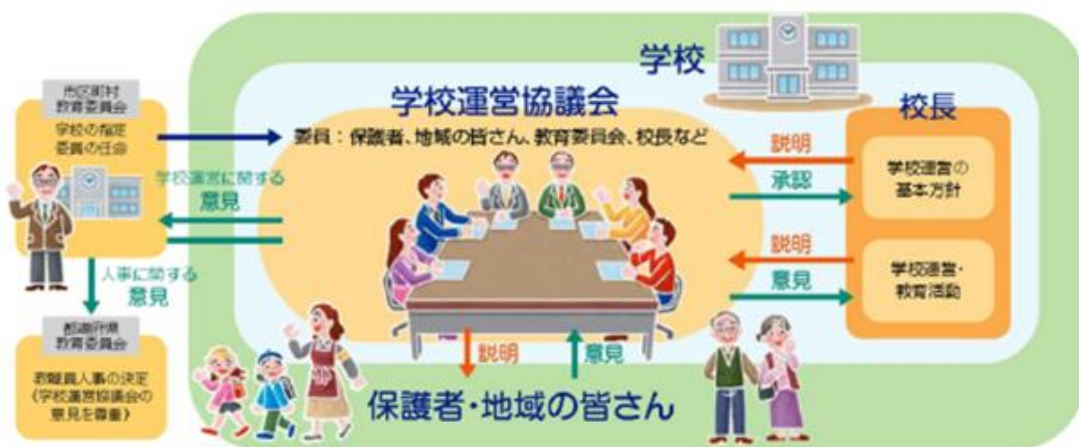 学校
市区町村
教育委員会
学校の指定
委員の任命
学校運営協議会
委員：保護者、地域の皆さん、教育委員会、校長など
学校運営に関する
意見
人事に関する
意見
都道府県
教育委員会
教職員人事の決定
（学校運営協議会の
意見を尊重）
校長
説明
承認
学校運営の
基本方針
説明
意見
学校運営・
教育活動
説明
意見
保護者・地域の皆さん